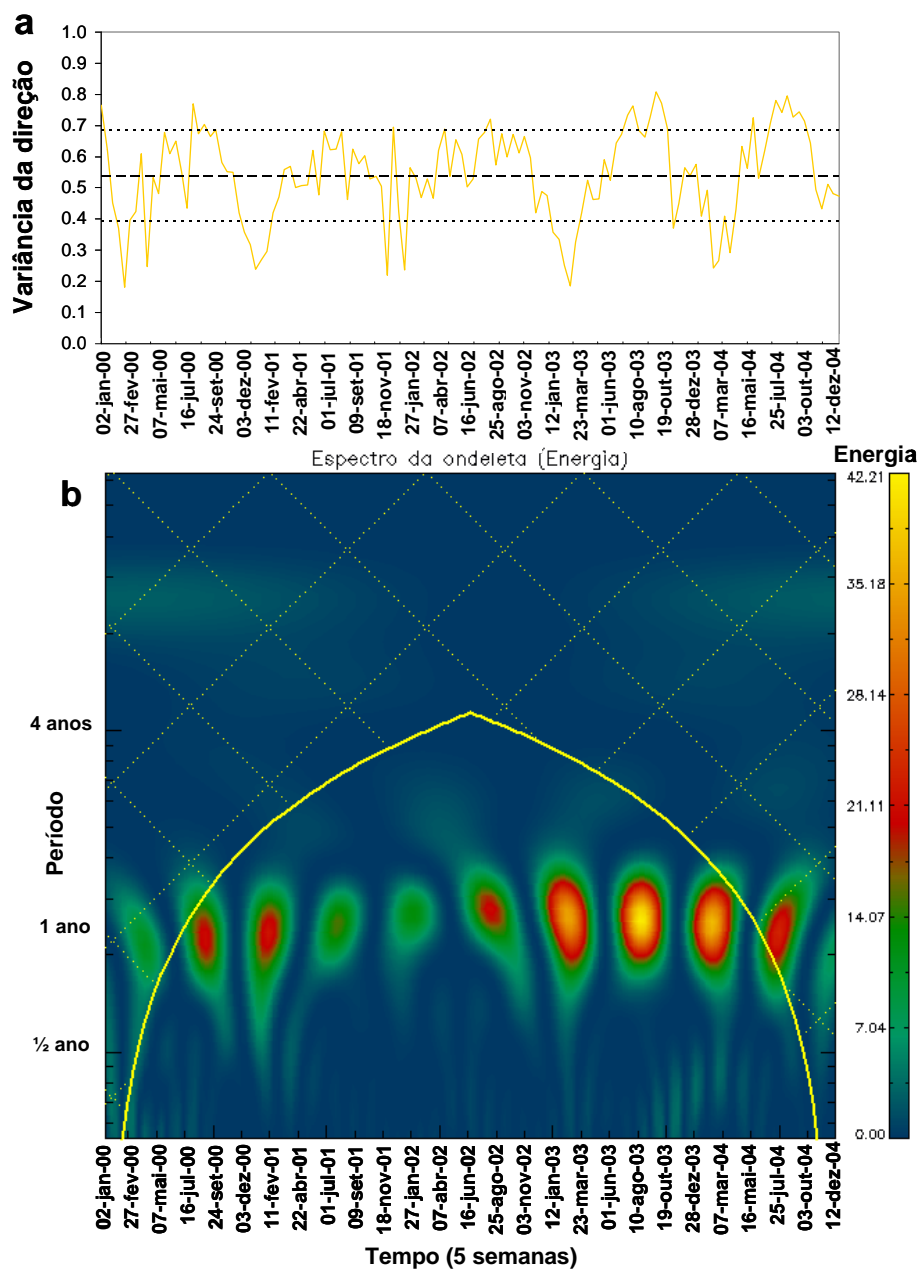 a
Variância da direção
1.0
0.9
0.8
0.7
0.6
0.5
0.4
0.3
0.2
0.1
0.0
02-jan-00
27-fev-00
07-mai-00
16-jul-00
24-set-00
03-dez-00
11-fev-01
22-abr-01
01-jul-01
09-set-01
18-nov-01
27-jan-02
07-abr-02
16-jun-02
25-ago-02
03-nov-02
12-jan-03
23-mar-03
01-jun-03
10-ago-03
19-out-03
28-dez-03
07-mar-04
16-mai-04
25-jul-04
03-out-04
12-dez-04
Espectro da ondeleta (Energia)
Energia
b
42.21
35.18
28.14
21.11
14.07
7.04
0.00
Período
4 anos
1 ano
½ ano
02-jan-00
27-fev-00
07-mai-00
16-jul-00
24-set-00
03-dez-00
11-fev-01
22-abr-01
01-jul-01
09-set-01
18-nov-01
27-jan-02
07-abr-02
16-jun-02
25-ago-02
03-nov-02
12-jan-03
23-mar-03
01-jun-03
10-ago-03
19-out-03
28-dez-03
07-mar-04
16-mai-04
25-jul-04
03-out-04
12-dez-04
Tempo (5 semanas)